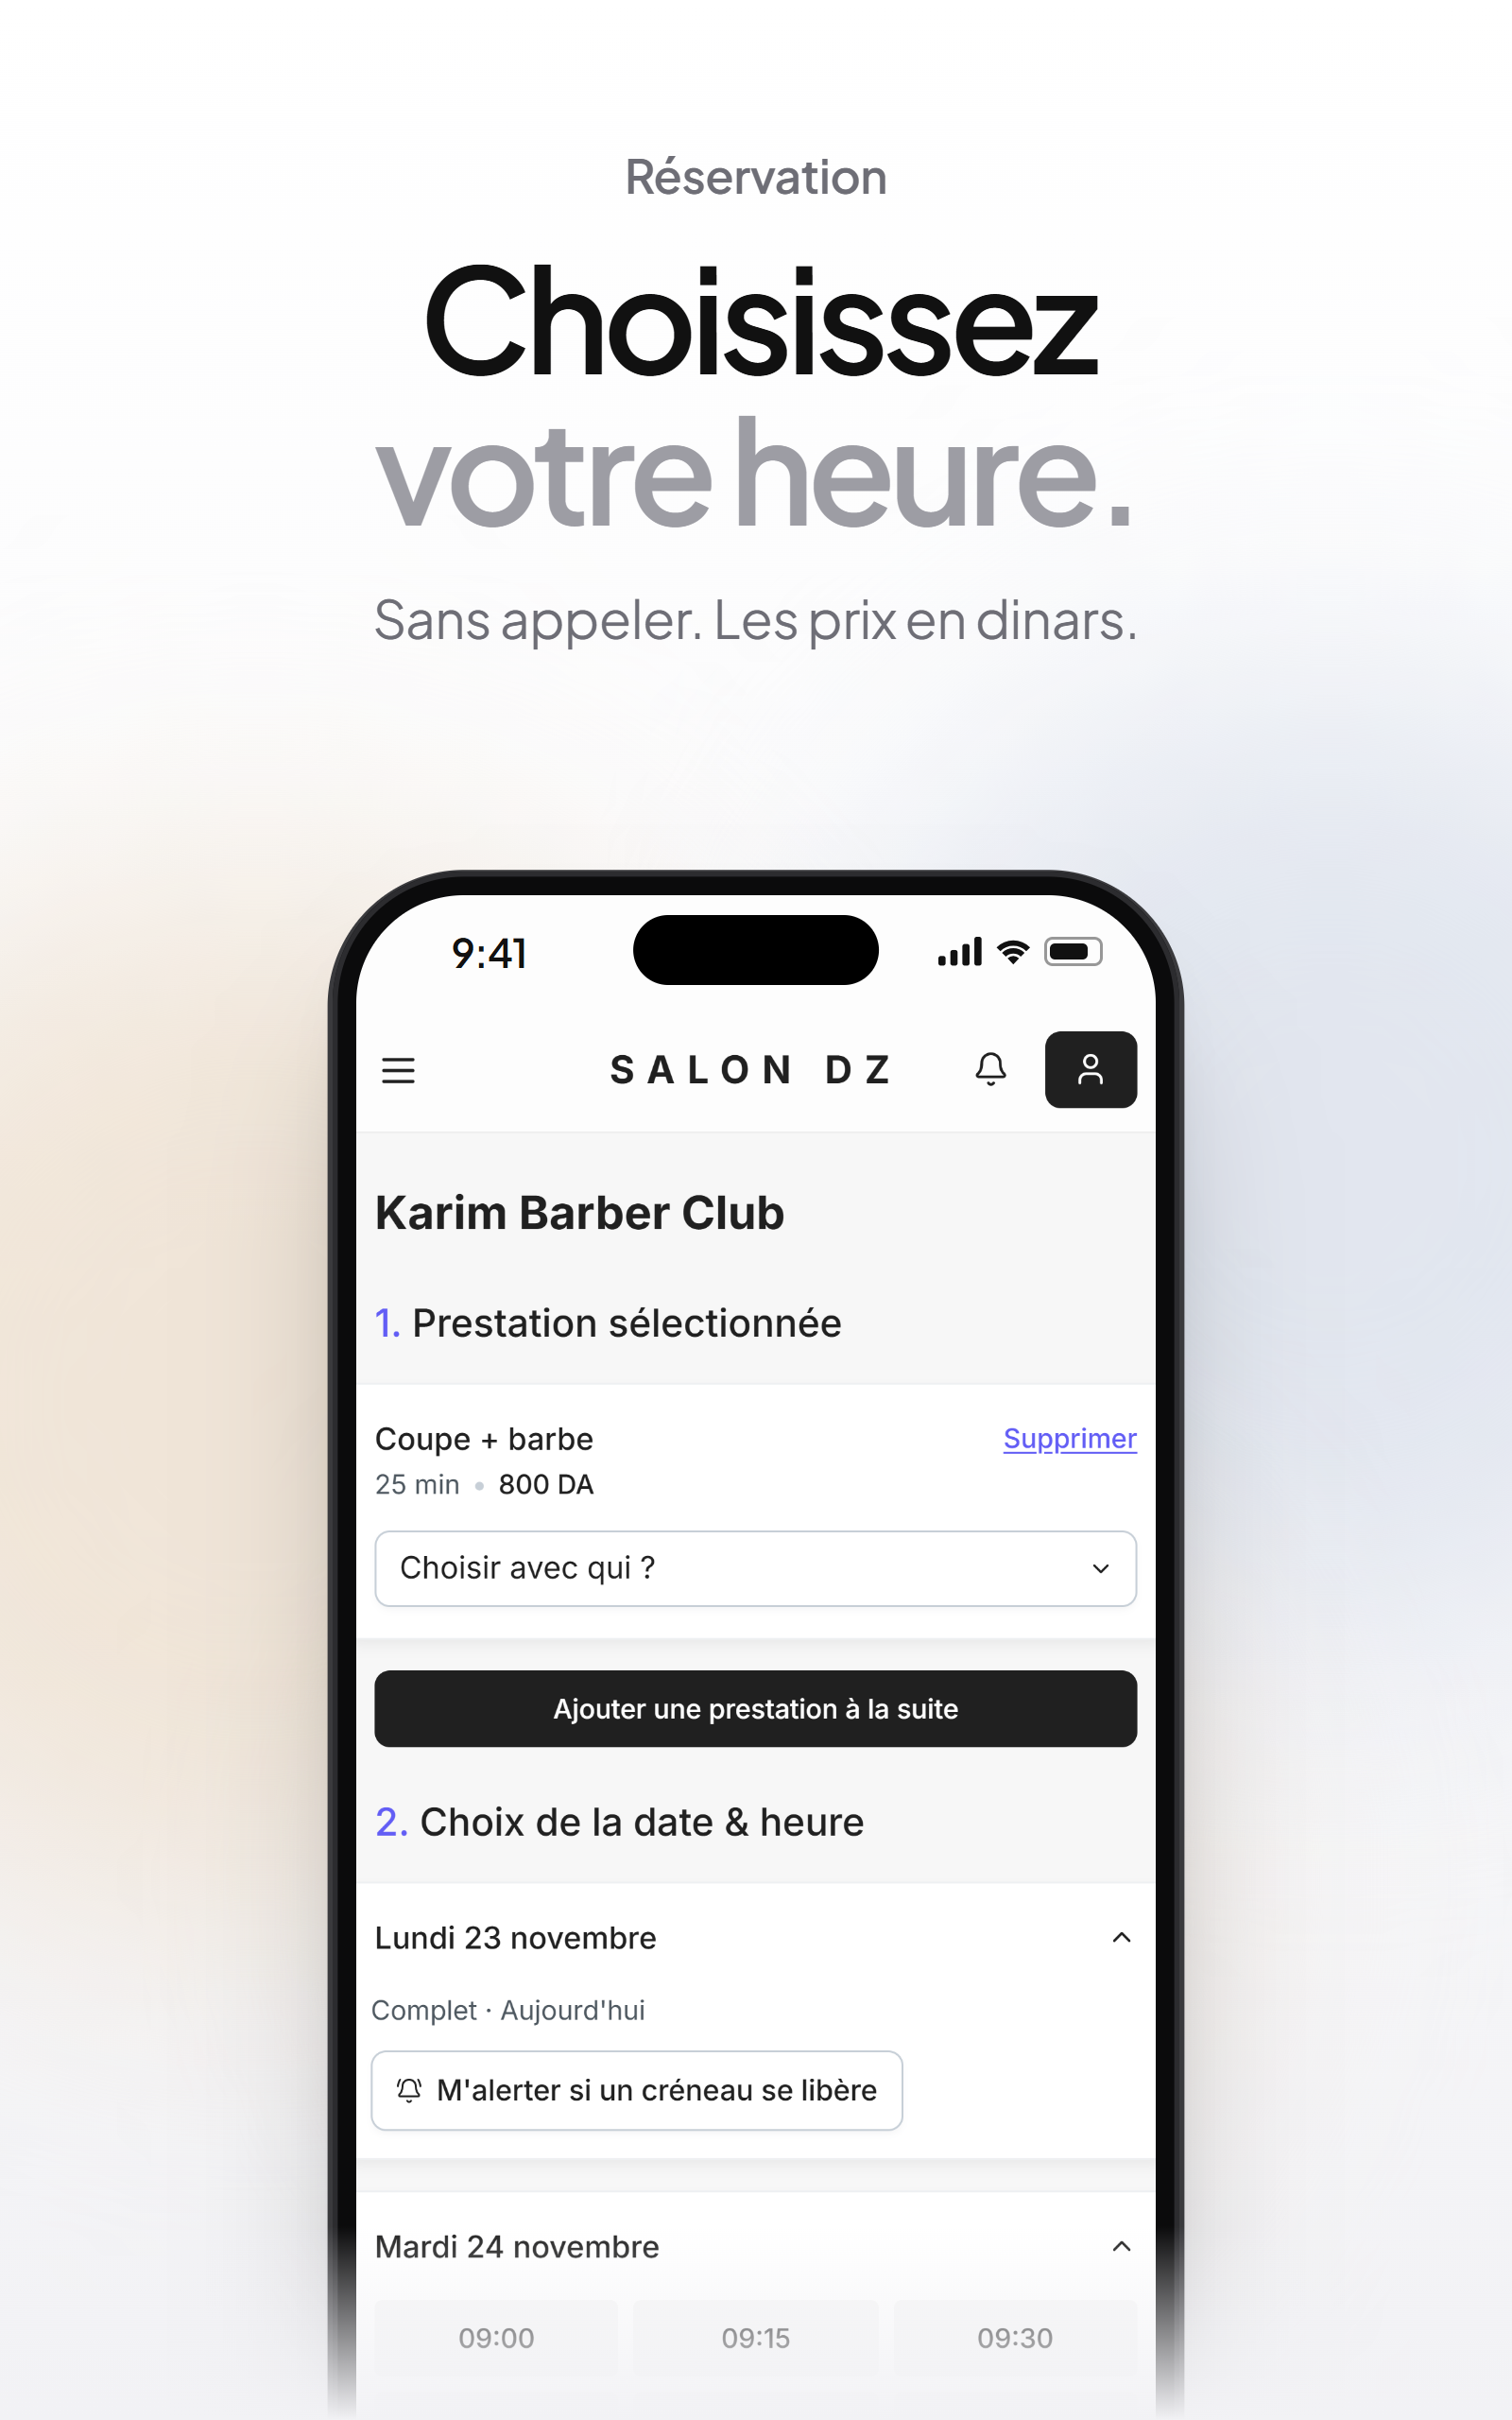 Réservation
Choisissez
votre heure.
Sans appeler. Les prix en dinars.
9:41
SALON DZ
Karim Barber Club
1. Prestation sélectionnée
Coupe + barbe
Supprimer
25 min • 800 DA
Choisir avec qui ?
Ajouter une prestation à la suite
2. Choix de la date & heure
Lundi 23 novembre
Complet · Aujourd'hui
M'alerter si un créneau se libère
Mardi 24 novembre
09:00 09:15 09:30